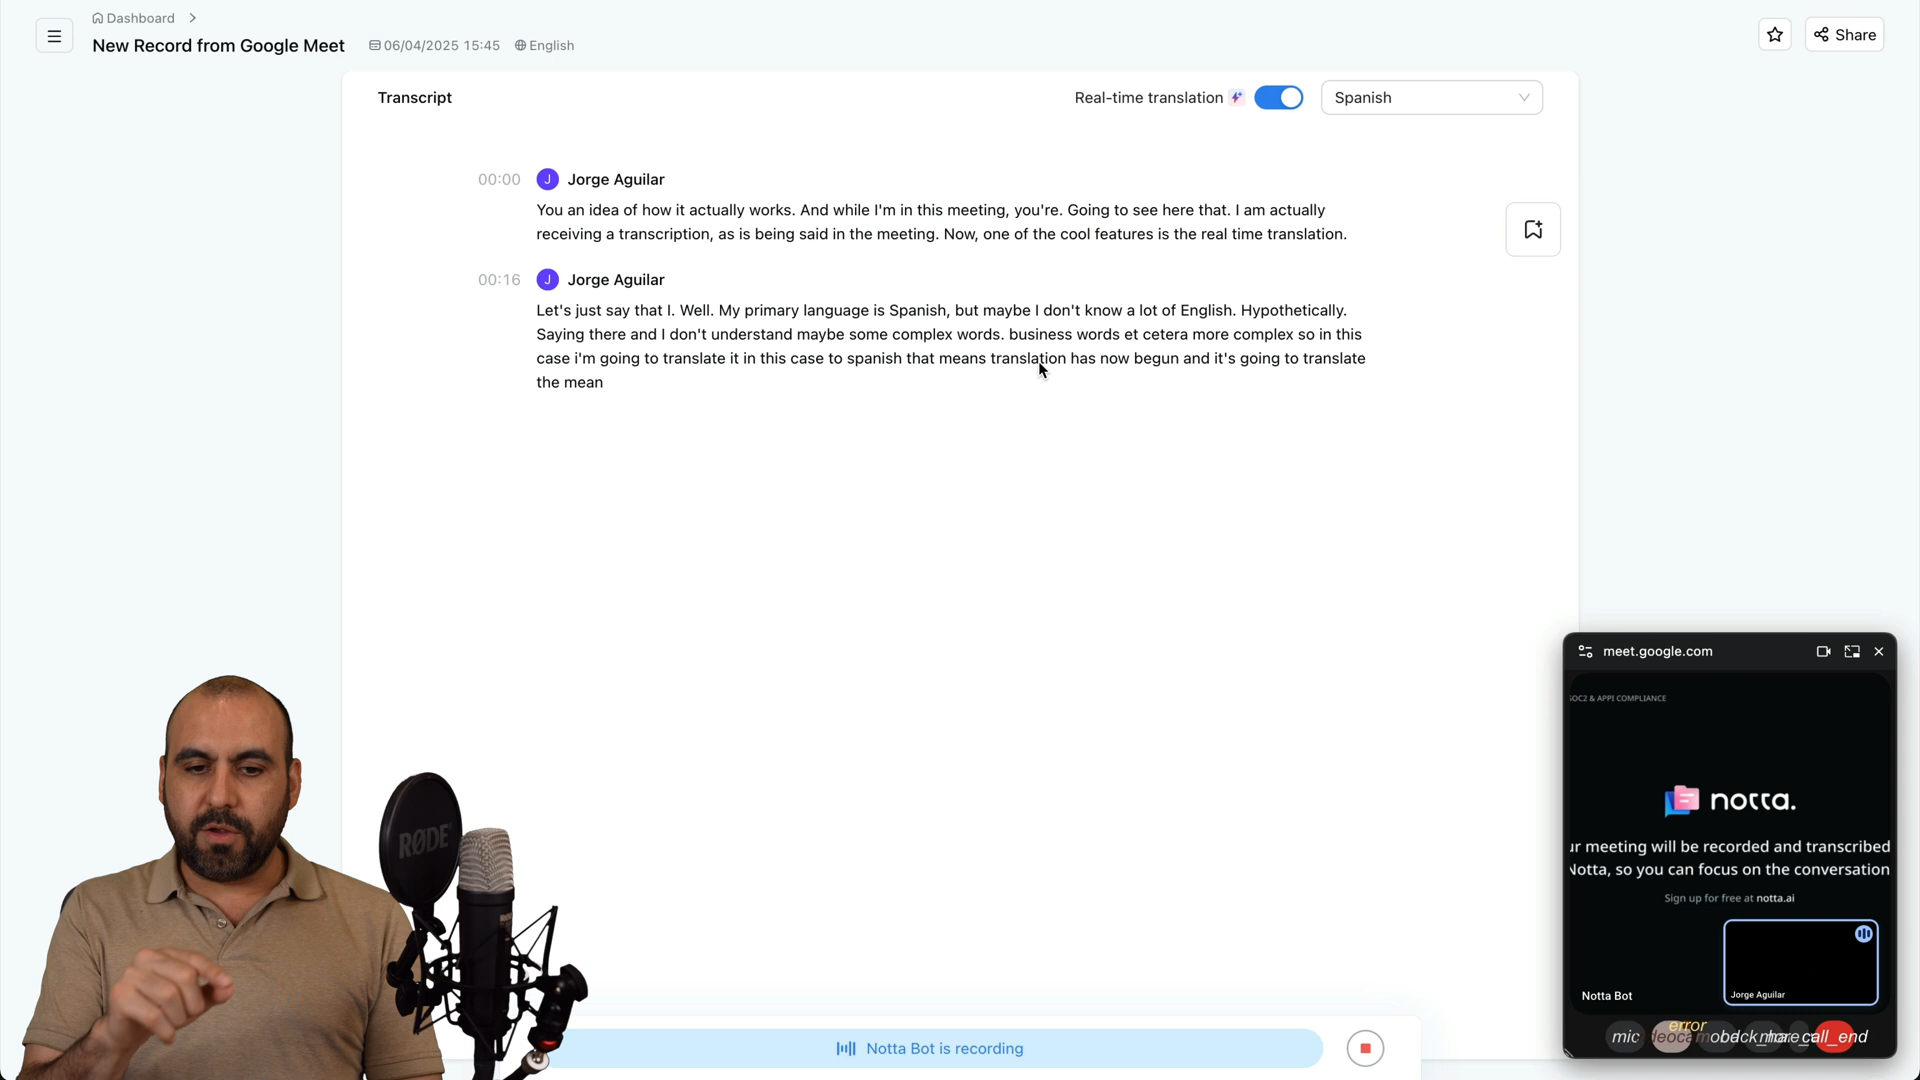 Dashboard
New Record from Google Meet
06/04/2025 15:45
English
Share
Transcript
Real-time translation
Spanish
00:00
J
Jorge Aguilar
You an idea of how it actually works. And while I'm in this meeting, you're. Going to see here that. I am actually
receiving a transcription, as is being said in the meeting. Now, one of the cool features is the real time translation.
00:16
J
Jorge Aguilar
Let's just say that I. Well. My primary language is Spanish, but maybe I don't know a lot of English. Hypothetically.
Saying there and I don't understand maybe some complex words. business words et cetera more complex so in this
case i'm going to translate it in this case to spanish that means translation has now begun and it's going to translate
the mean
meet.google.com
SOC2 & APPI COMPLIANCE
notta.
ur meeting will be recorded and transcribed
Notta, so you can focus on the conversation
Sign up for free at notta.ai
Notta Bot
Jorge Aguilar
error
mic
call_end
RØDE
Notta Bot is recording